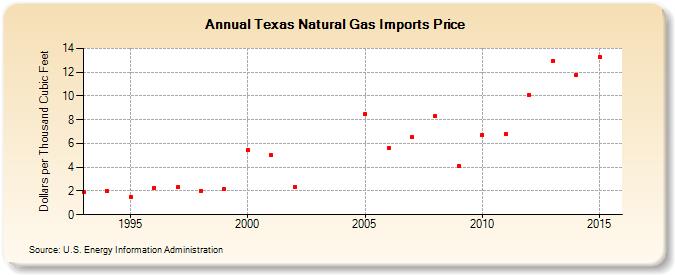 Annual Texas Natural Gas Imports Price
Dollars per Thousand Cubic Feet
14
12
10
8
6
4
2
0
1995 2000 2005 2010 2015
Source: U.S. Energy Information Administration